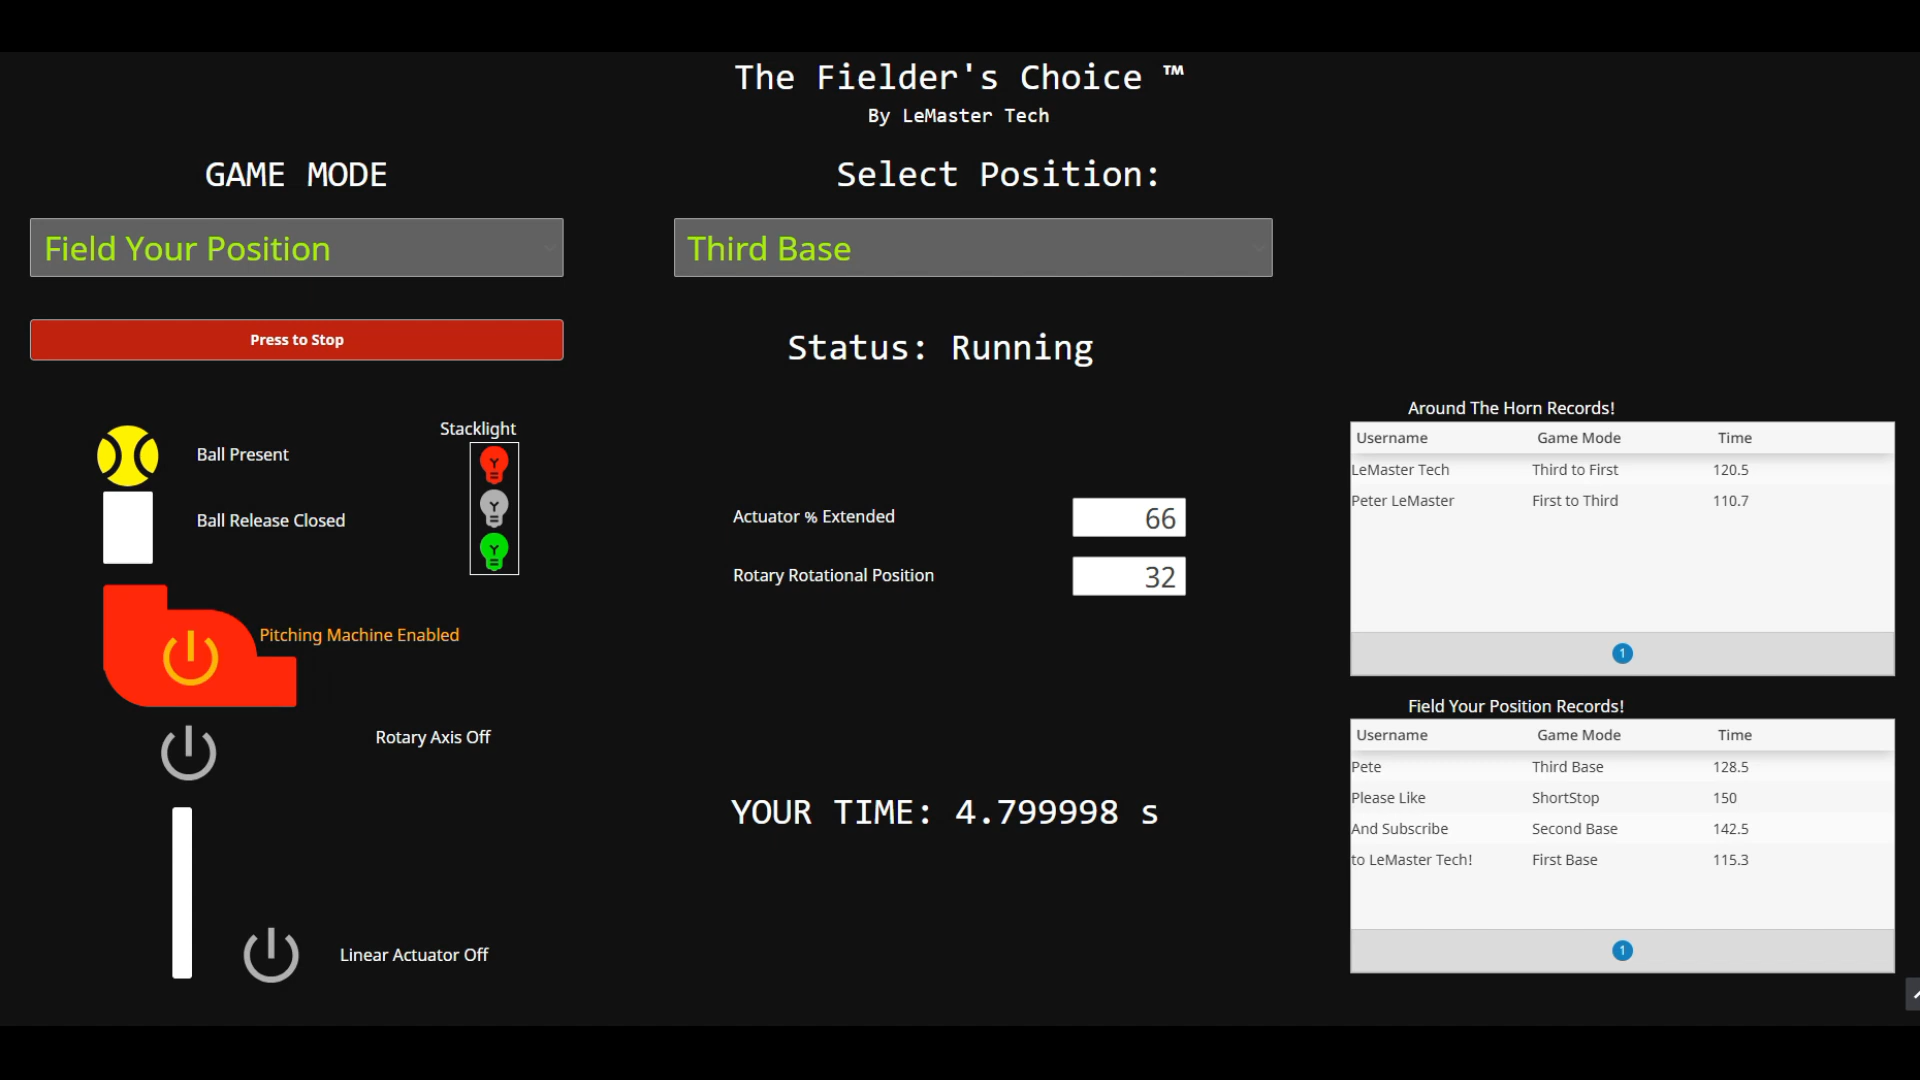 The Fielder's Choice ™
By LeMaster Tech
GAME MODE
Select Position:
Field Your Position
Third Base
Press to Stop
Status: Running
Ball Present
Stacklight
Ball Release Closed
Pitching Machine Enabled
Rotary Axis Off
Linear Actuator Off
Actuator % Extended 66
Rotary Rotational Position 32
YOUR TIME: 4.799998 s
Around The Horn Records!
Username Game Mode Time
LeMaster Tech Third to First 120.5
Peter LeMaster First to Third 110.7
1
Field Your Position Records!
Username Game Mode Time
Pete Third Base 128.5
Please Like ShortStop 150
And Subscribe Second Base 142.5
to LeMaster Tech! First Base 115.3
1